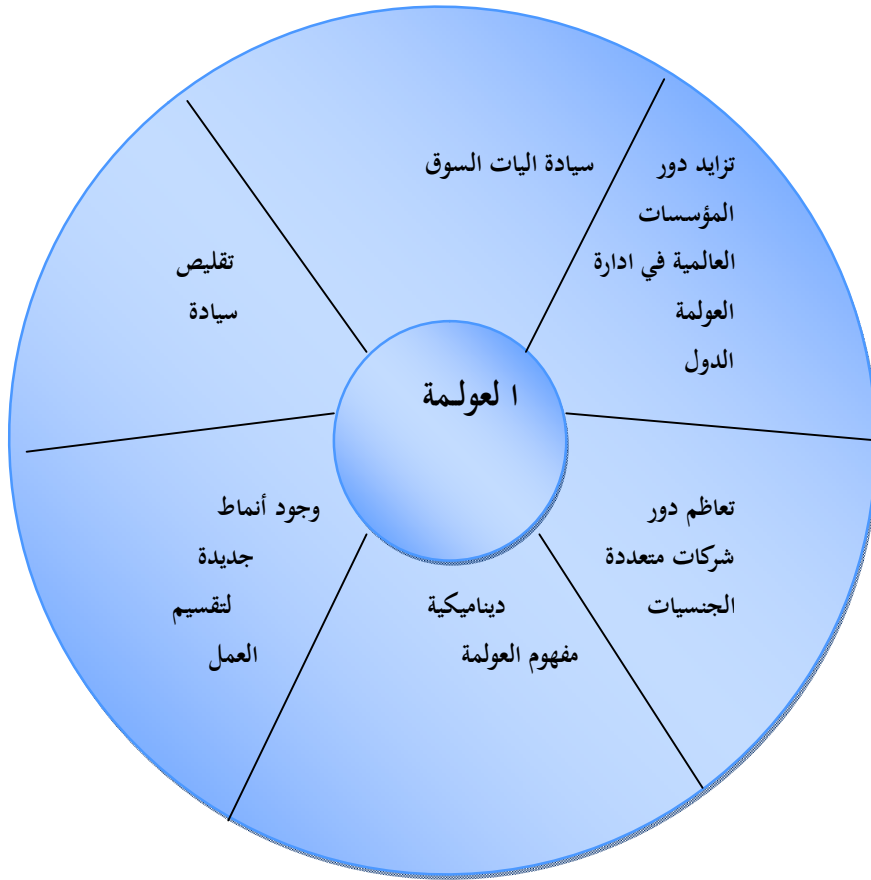 سيادة اليات السوق
تزايد دور
المؤسسات
العالمية في ادارة
العولمة
الدول
تقليص
سيادة
ا لعولـمة
تعاظم دور
شركات متعددة
الجنسيات
وجود أنماط
جديدة
لتقسيم
العمل
ديناميكية
مفهوم العولمة